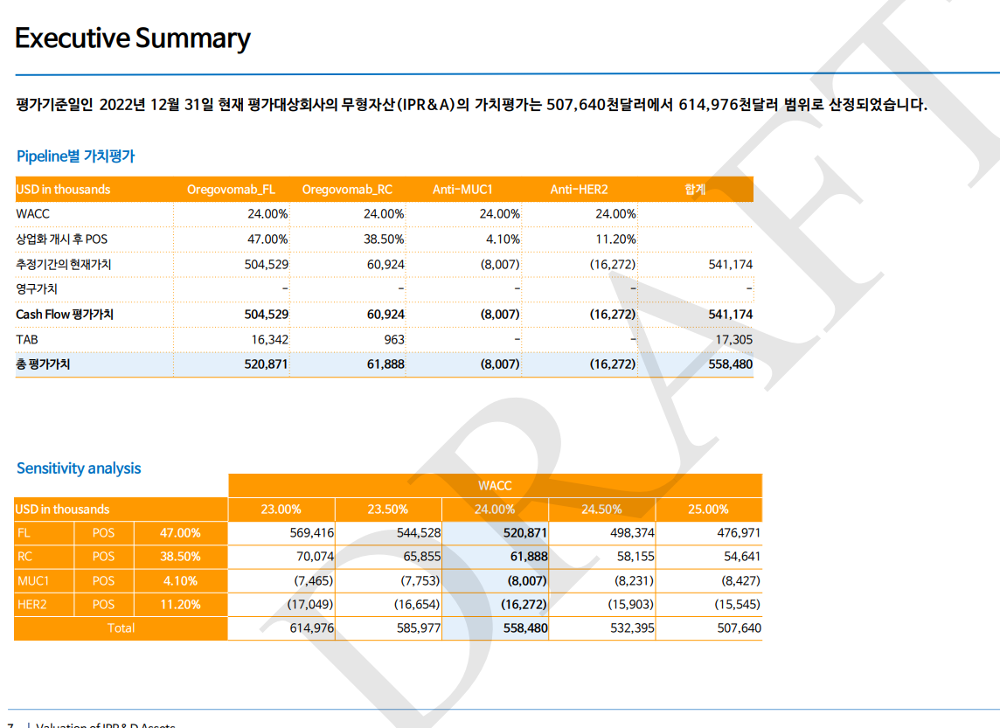 Executive Summary
평가기준일인 2022년 12월 31일 현재 평가대상회사의 무형자산(IPR&A)의 가치평가는 507,640천달러에서 614,976천달러 범위로 산정되었습니다.
Pipeline별 가치평가
USD in thousands Oregovomab_FL Oregovomab_RC Anti-MUC1 Anti-HER2 합계
WACC 24.00% 24.00% 24.00% 24.00%
상업화 개시 후 POS 47.00% 38.50% 4.10% 11.20%
추정기간의 현재가치 504,529 60,924 (8,007) (16,272) 541,174
영구가치 - - - - -
Cash Flow 평가가치 504,529 60,924 (8,007) (16,272) 541,174
TAB 16,342 963 - - 17,305
총 평가가치 520,871 61,888 (8,007) (16,272) 558,480
Sensitivity analysis
WACC
USD in thousands 23.00% 23.50% 24.00% 24.50% 25.00%
FL POS 47.00% 569,416 544,528 520,871 498,374 476,971
RC POS 38.50% 70,074 65,855 61,888 58,155 54,641
MUC1 POS 4.10% (7,465) (7,753) (8,007) (8,231) (8,427)
HER2 POS 11.20% (17,049) (16,654) (16,272) (15,903) (15,545)
Total 614,976 585,977 558,480 532,395 507,640
DRAFT
7 | Valuation of IPR&D Assets